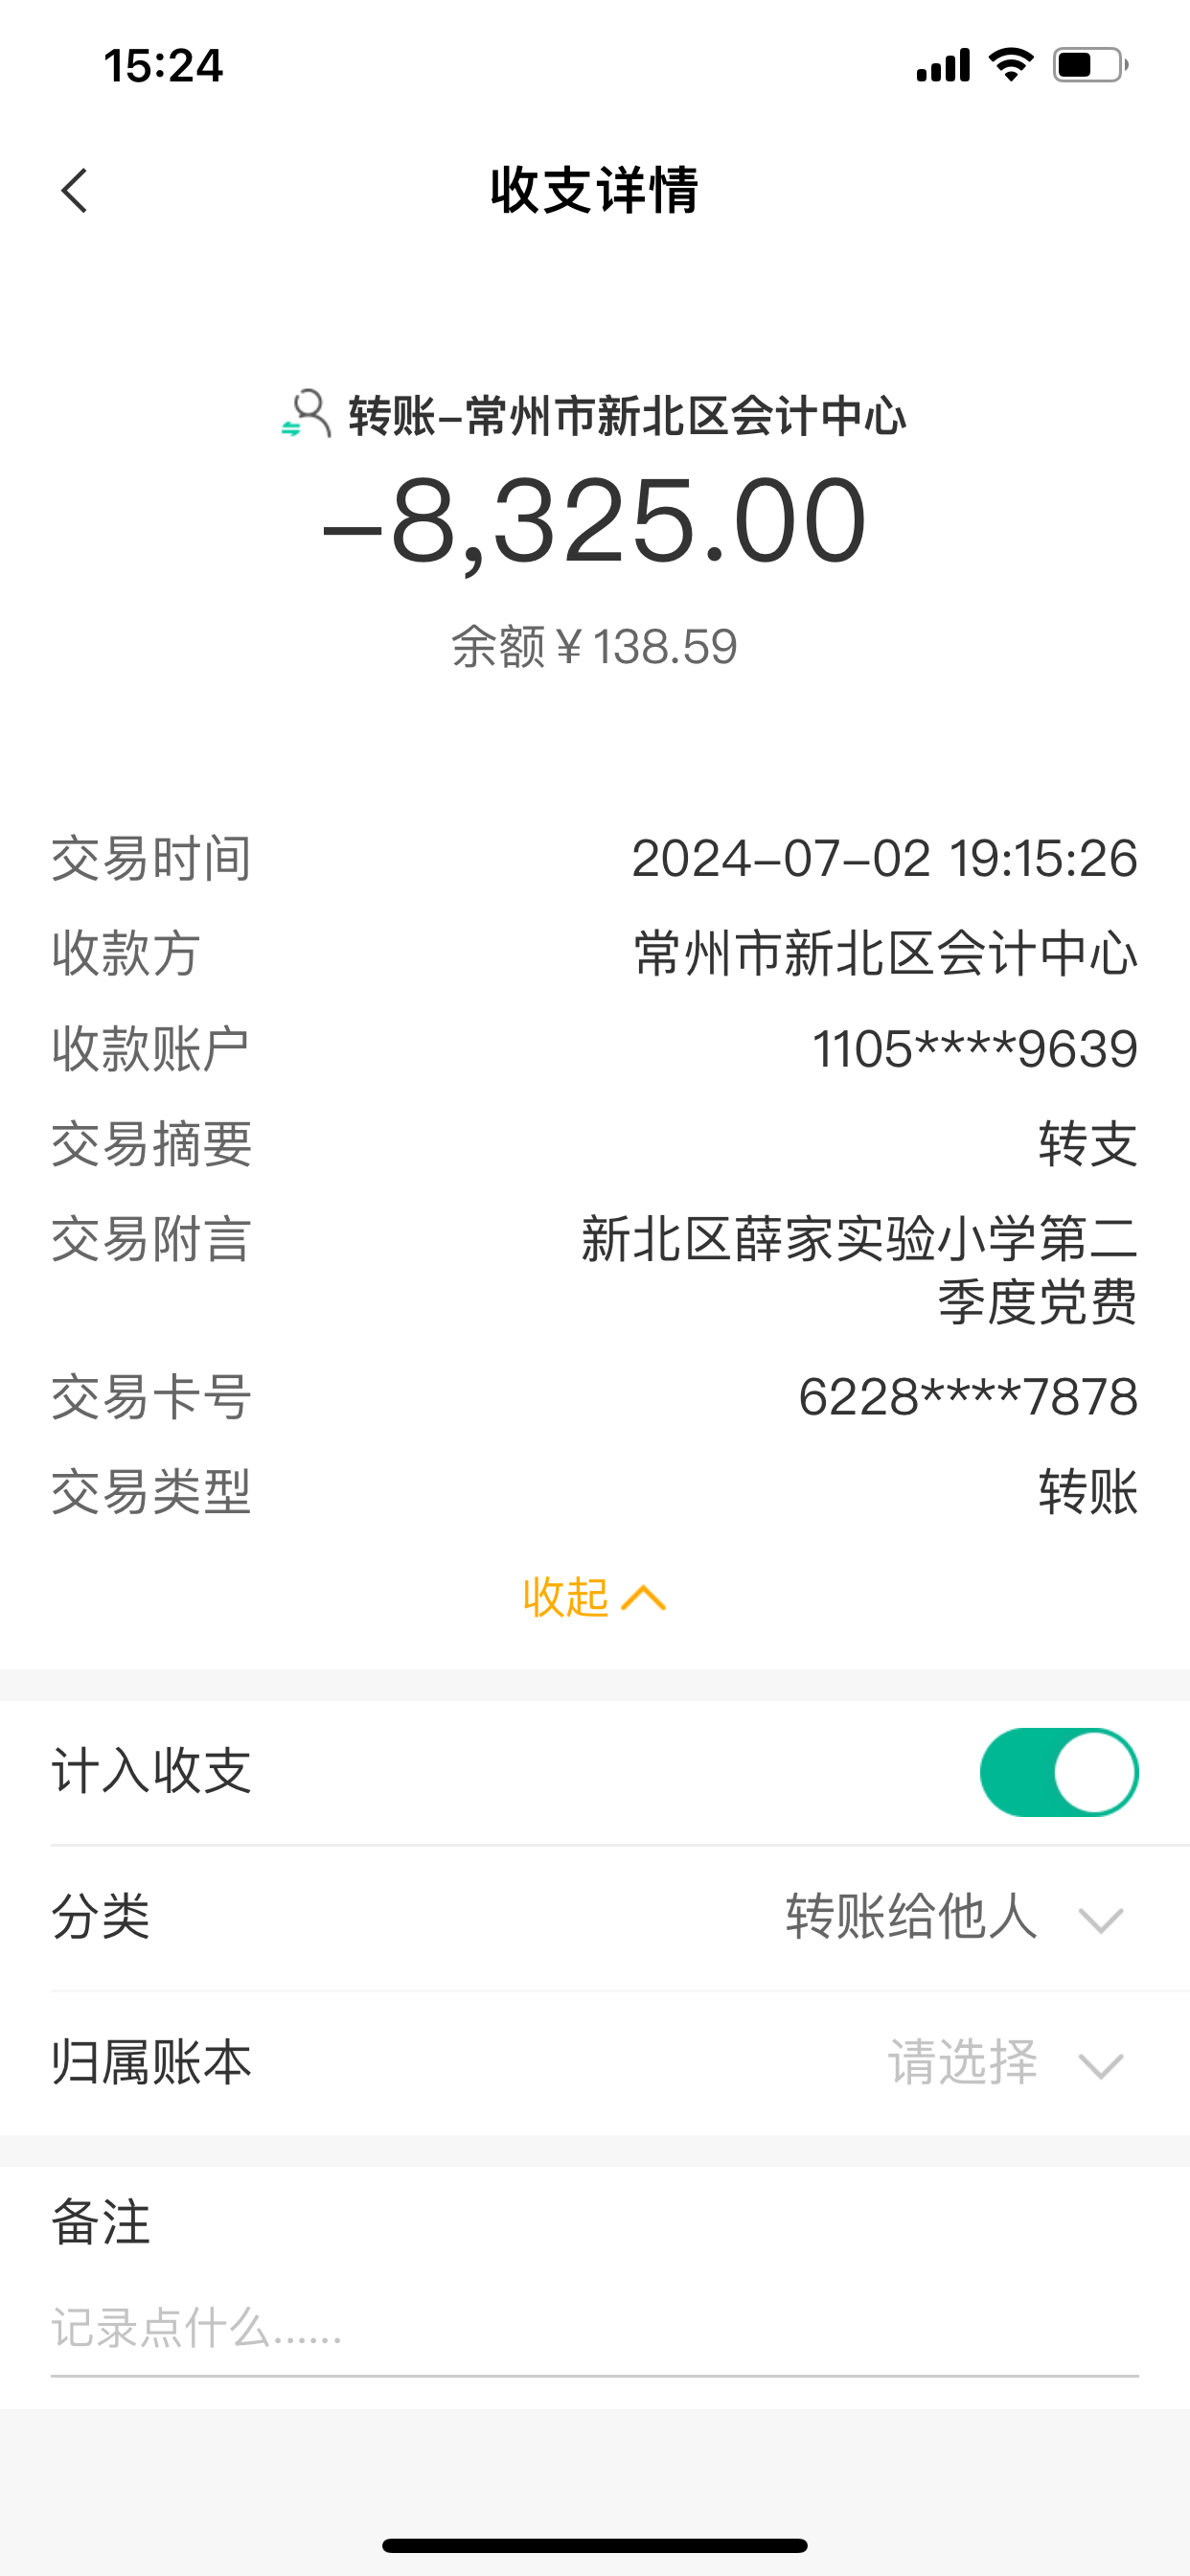 15:24
收支详情
转账-常州市新北区会计中心
-8,325.00
余额¥138.59
交易时间 2024-07-02 19:15:26
收款方 常州市新北区会计中心
收款账户 1105****9639
交易摘要 转支
交易附言 新北区薛家实验小学第二
季度党费
交易卡号 6228****7878
交易类型 转账
收起
计入收支
分类 转账给他人
归属账本 请选择
备注
记录点什么......